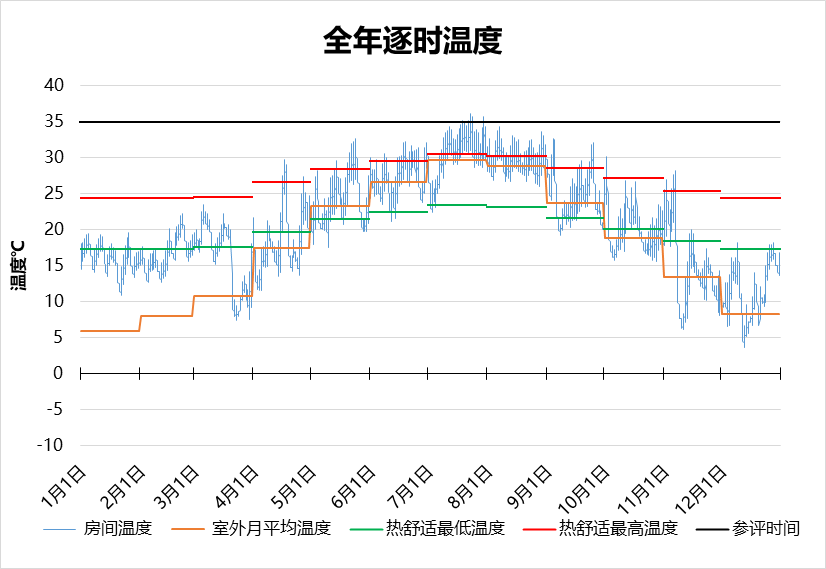 全年逐时温度
40
35
30
25
20
15
10
5
0
-5
-10
温度℃
1月1日
2月1日
3月1日
4月1日
5月1日
6月1日
7月1日
8月1日
9月1日
10月1日
11月1日
12月1日
房间温度 室外月平均温度 热舒适最低温度 热舒适最高温度 参评时间